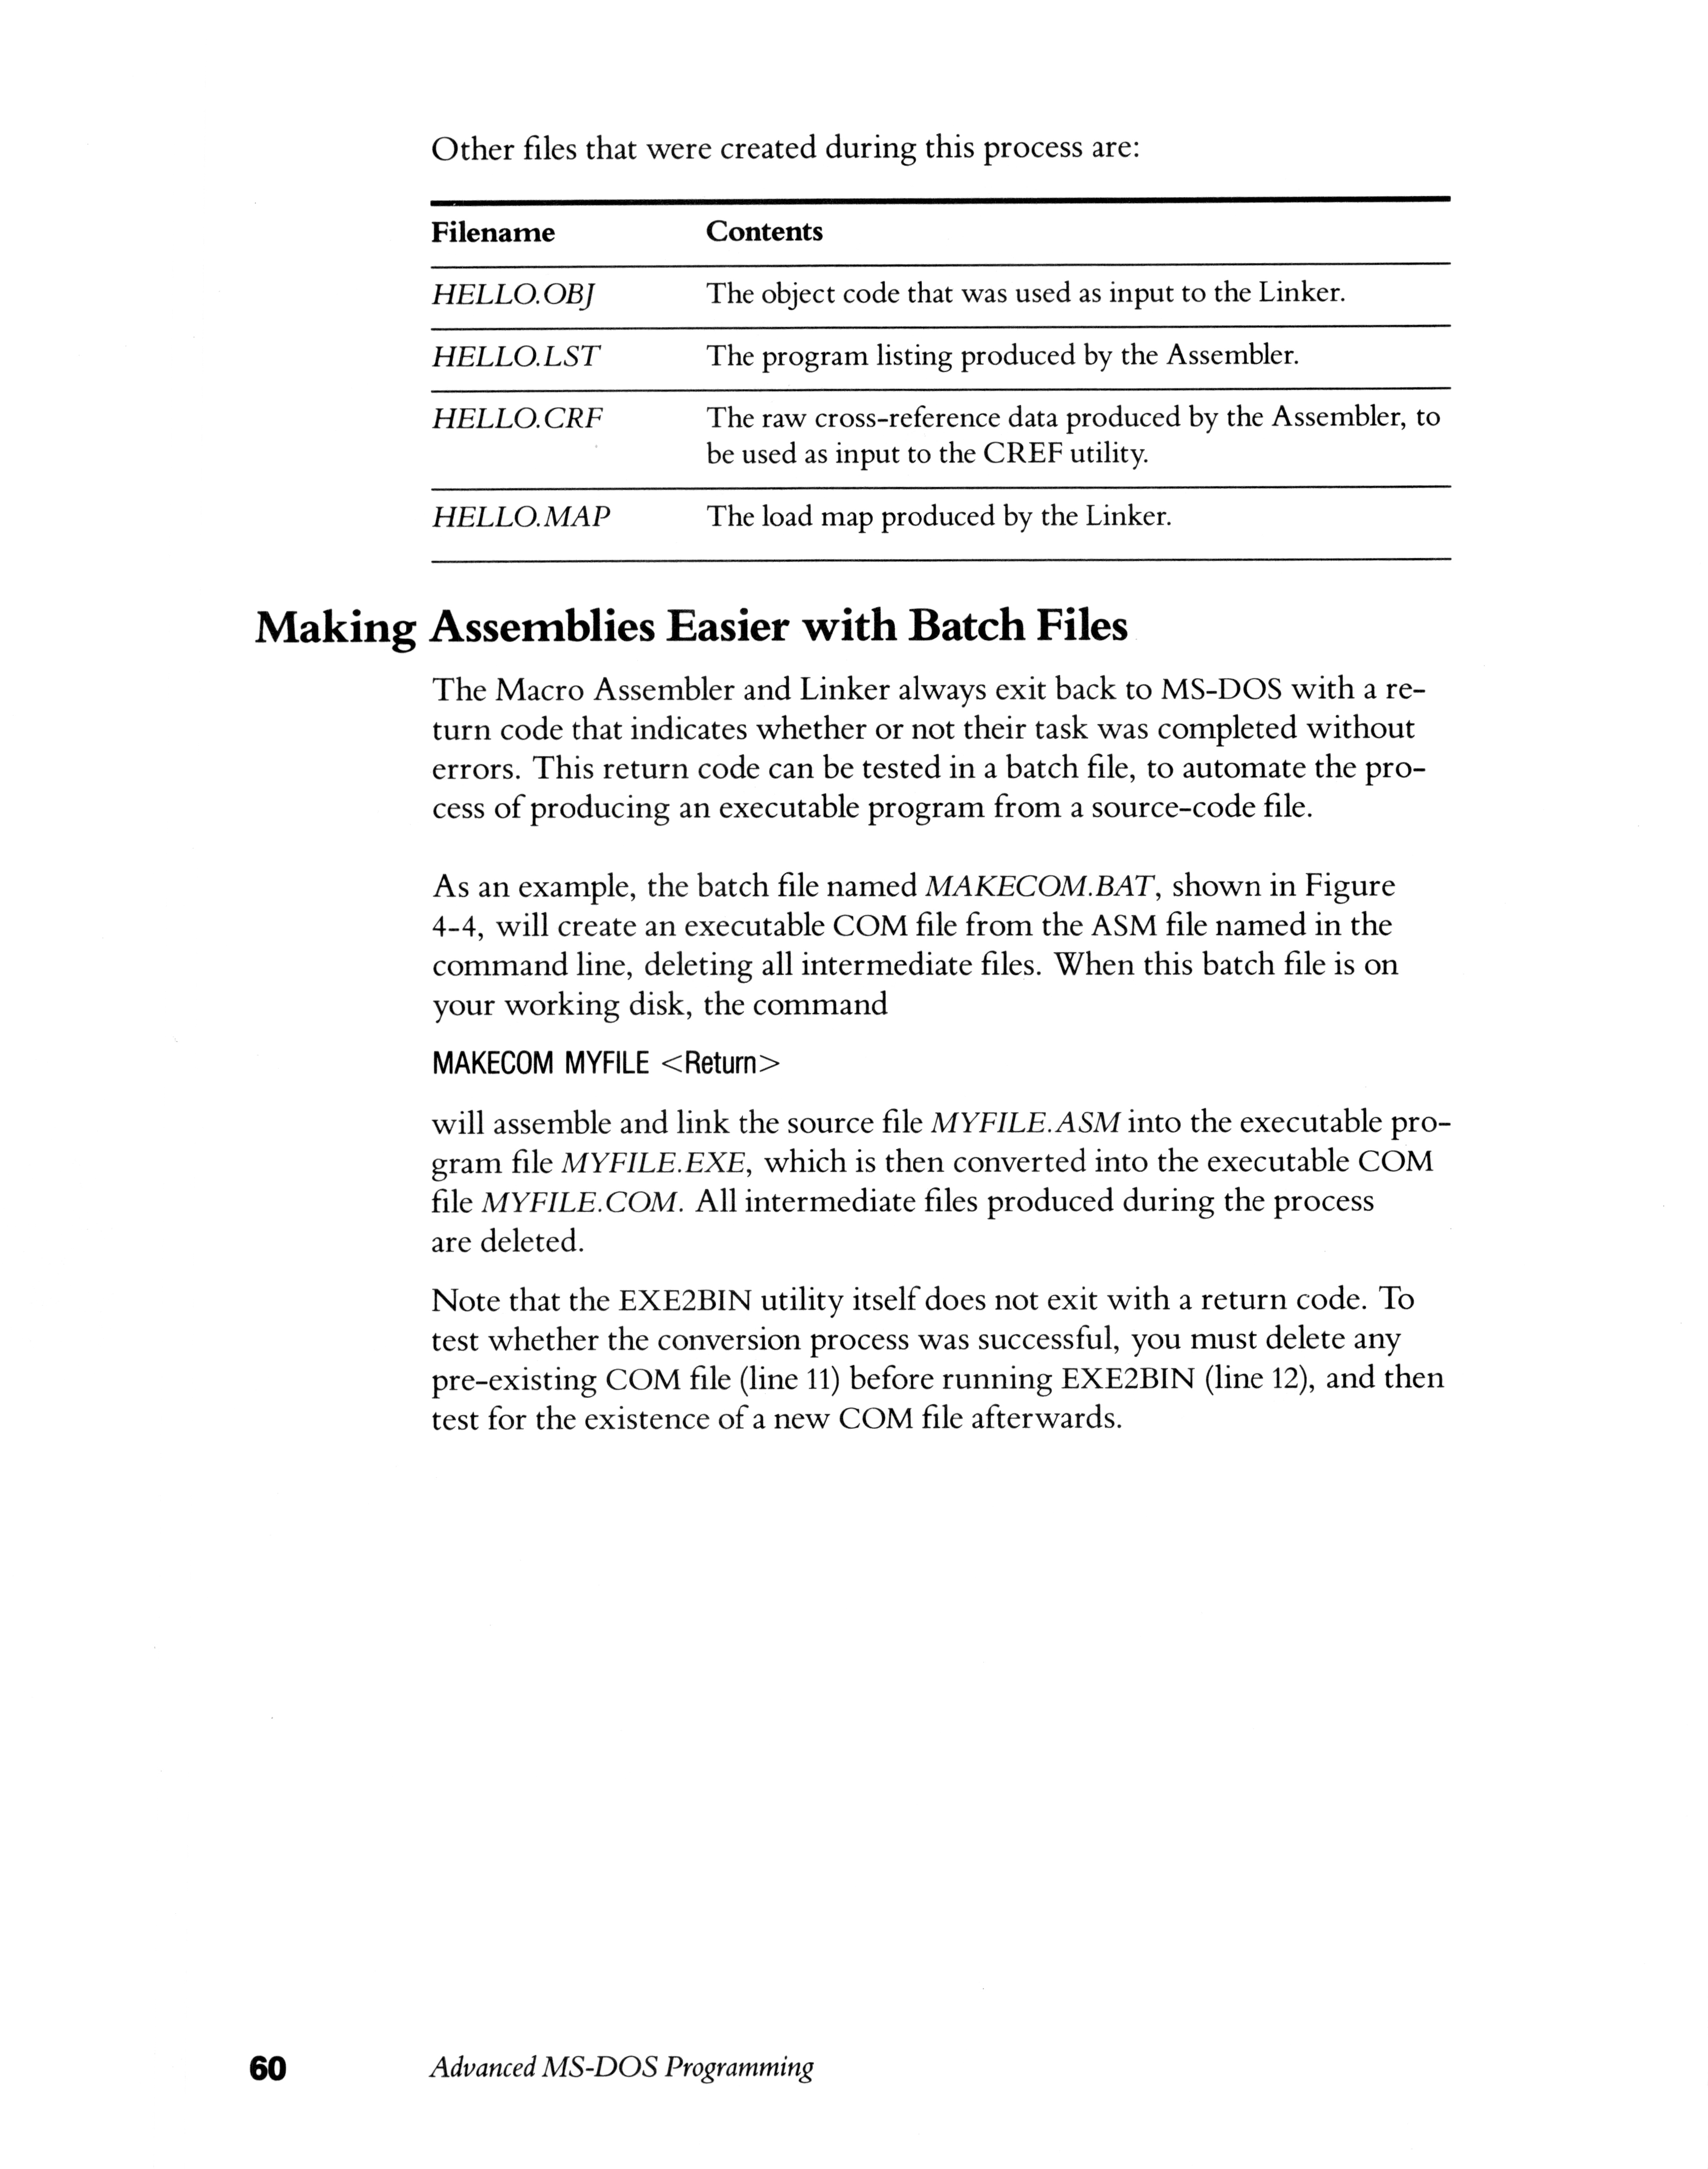 Other files that were created during this process are:
Filename Contents
HELLO.OBJ The object code that was used as input to the Linker.
HELLO.LST The program listing produced by the Assembler.
HELLO.CRF The raw cross-reference data produced by the Assembler, to
be used as input to the CREF utility.
HELLO.MAP The load map produced by the Linker.
Making Assemblies Easier with Batch Files
The Macro Assembler and Linker always exit back to MS-DOS with a re-
turn code that indicates whether or not their task was completed without
errors. This return code can be tested in a batch file, to automate the pro-
cess of producing an executable program from a source-code file.
As an example, the batch file named MAKECOM.BAT, shown in Figure
4-4, will create an executable COM file from the ASM file named in the
command line, deleting all intermediate files. When this batch file is on
your working disk, the command
MAKECOM MYFILE <Return>
will assemble and link the source file MYFILE.ASM into the executable pro-
gram file MYFILE.EXE, which is then converted into the executable COM
file MYFILE.COM. All intermediate files produced during the process
are deleted.
Note that the EXE2BIN utility itself does not exit with a return code. To
test whether the conversion process was successful, you must delete any
pre-existing COM file (line 11) before running EXE2BIN (line 12), and then
test for the existence of a new COM file afterwards.
60 Advanced MS-DOS Programming